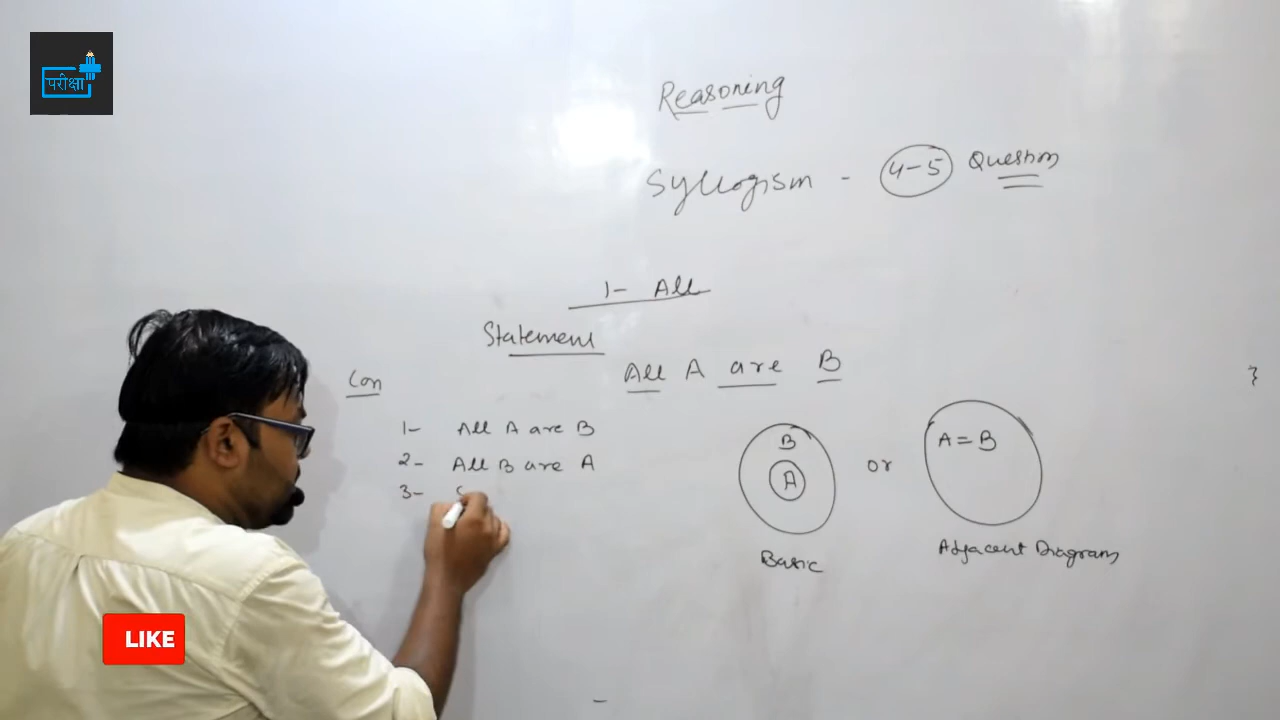 परीक्षा
Reasoning
Syllogism - 4-5 Question
1- All
Statement
All A are B
Con
1- All A are B
2- All B are A
3- S
B
A
or
A = B
Basic
Adjacent Diagram
LIKE